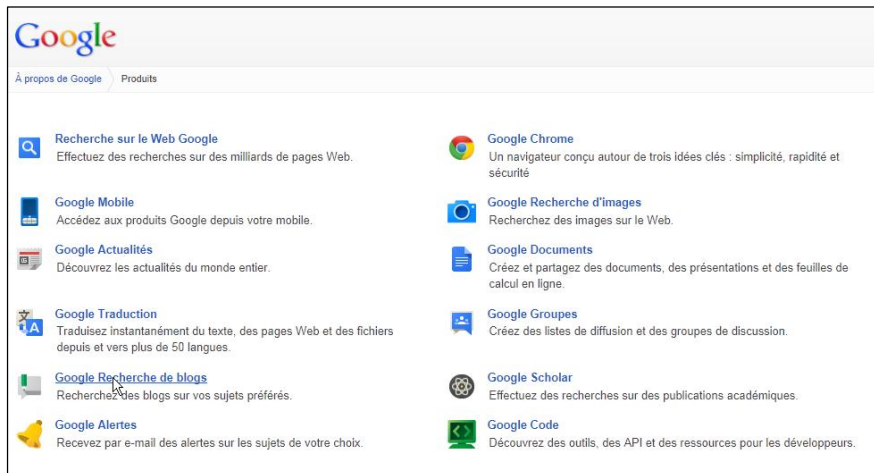 Google
À propos de Google Produits
Recherche sur le Web Google
Effectuez des recherches sur des milliards de pages Web.
Google Chrome
Un navigateur conçu autour de trois idées clés : simplicité, rapidité et
sécurité
Google Mobile
Accédez aux produits Google depuis votre mobile.
Google Recherche d'images
Recherchez des images sur le Web.
Google Actualités
Découvrez les actualités du monde entier.
Google Documents
Créez et partagez des documents, des présentations et des feuilles de
calcul en ligne.
Google Traduction
Traduisez instantanément du texte, des pages Web et des fichiers
depuis et vers plus de 50 langues.
Google Groupes
Créez des listes de diffusion et des groupes de discussion.
Google Recherche de blogs
Recherchez des blogs sur vos sujets préférés.
Google Scholar
Effectuez des recherches sur des publications académiques.
Google Alertes
Recevez par e-mail des alertes sur les sujets de votre choix.
Google Code
Découvrez des outils, des API et des ressources pour les développeurs.